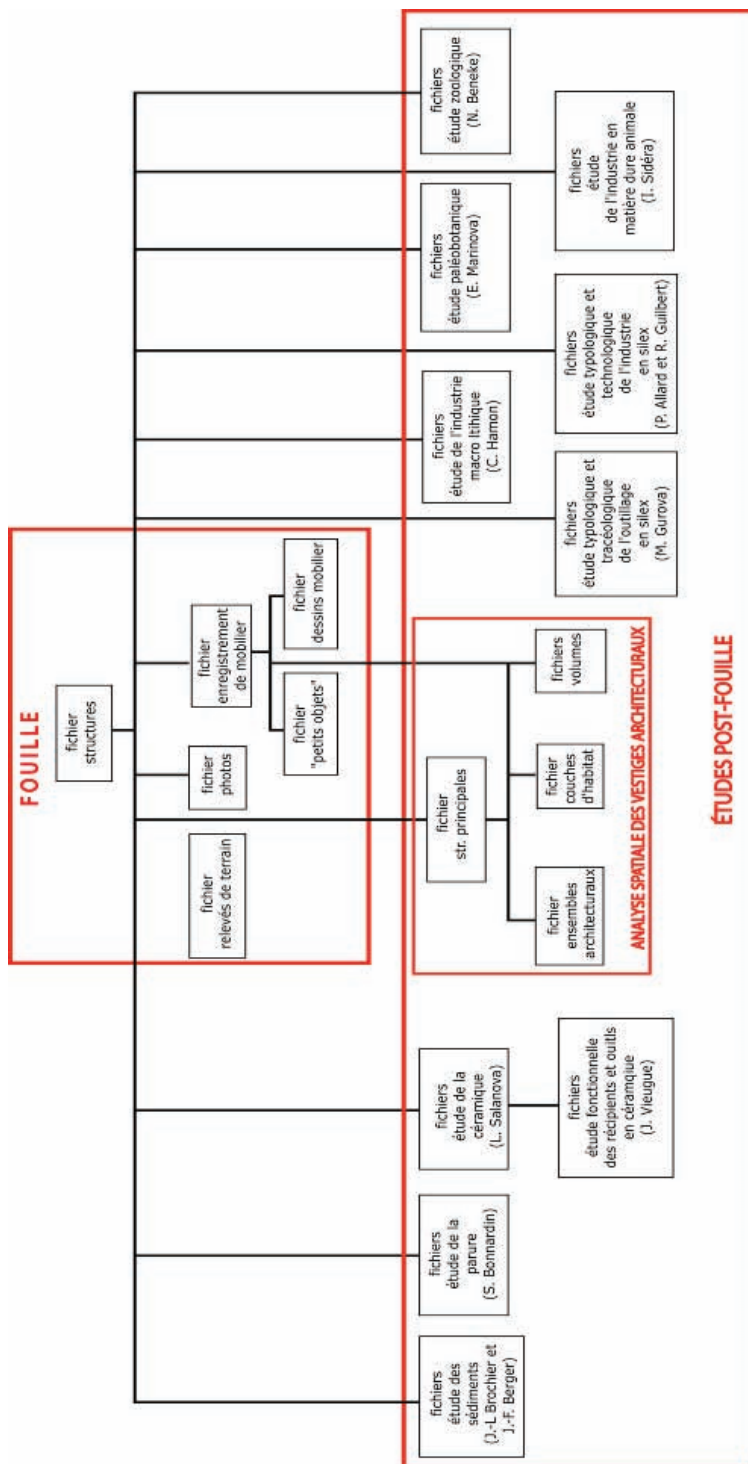 FOUILLE
fichier
structures
fichier
relevés de terrain
fichier
photos
fichier
enregistrement
de mobilier
fichier
"petits objets"
fichier
dessins mobilier
fichiers
étude des
sédiments
(J.-L Brochier et
J.-F. Berger)
fichiers
étude de la
parure
(S. Bonnardin)
fichiers
étude de la
céramique
(L. Salanova)
fichiers
étude fonctionnelle
des récipients et ouitls
en céramqiue
(J. Vieugue)
fichier
str. principales
fichier
ensembles
architecturaux
fichier
couches
d'habitat
fichiers
volumes
ANALYSE SPATIALE DES VESTIGES ARCHITECTURAUX
fichiers
étude de l'industrie
macro ltihique
(C. Hamon)
fichiers
étude paléobotanique
(E. Marinova)
fichiers
étude zoologique
(N. Beneke)
fichiers
étude typologique et
tracéologique
de l'outillage
en silex
(M. Gurova)
fichiers
étude typologique et
technologique
de l'industrie
en silex
(P. Allard et R. Guilbert)
fichiers
étude
de l'industrie en
matière dure animale
(I. Sidéra)
ÉTUDES POST-FOUILLE